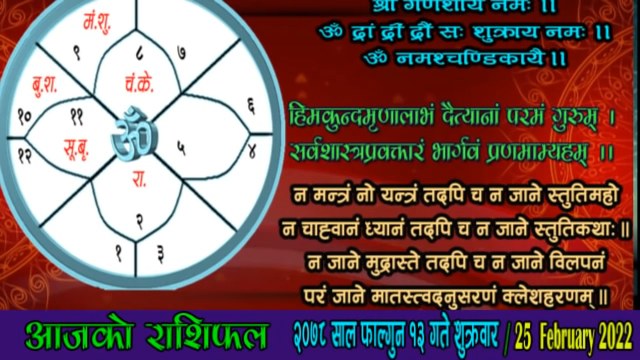 श्री गणेशाय नमः ।।
ॐ द्रां द्रीं द्रौं सः शुक्राय नमः ।।
ॐ नमश्चण्डिकायै ।।
हिमकुन्दमृणालाभं दैत्यानां परमं गुरुम् ।
सर्वशास्त्रप्रवक्तारं भार्गवं प्रणमाम्यहम् ।।
न मन्त्रं नो यन्त्रं तदपि च न जाने स्तुतिमहो
न चाह्वानं ध्यानं तदपि च न जाने स्तुतिकथाः ॥
न जाने मुद्रास्ते तदपि च न जाने विलपनं
परं जाने मातस्त्वदनुसरणं क्लेशहरणम् ॥
मं.शु.
९ ८ ७
बु.श. चं.के.
१० ११ ६
ॐ
१२ सू.बृ. ५ ४
रा.
२
१ ३
आजको राशिफल २०७८ साल फाल्गुन १३ गते शुक्रवार / 25 February 2022